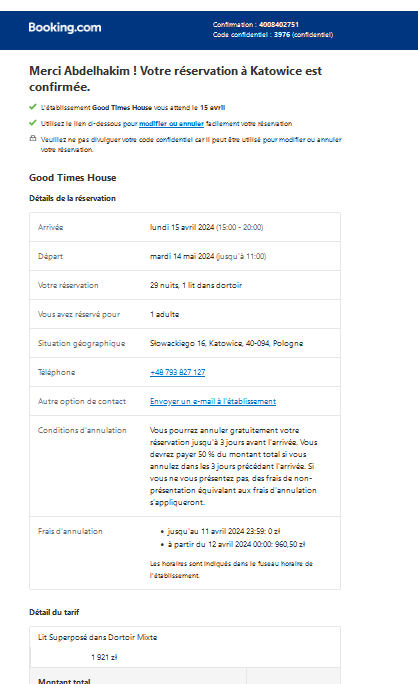 Booking.com
Confirmation : 4008402751
Code confidentiel : 3976 (confidentiel)
Merci Abdelhakim ! Votre réservation à Katowice est
confirmée.
L'établissement Good Times House vous attend le 15 avril
Utilisez le lien ci-dessous pour modifier ou annuler facilement votre réservation
Veuillez ne pas divulguer votre code confidentiel car il peut être utilisé pour modifier ou annuler
votre réservation.
Good Times House
Détails de la réservation
Arrivée lundi 15 avril 2024 (15:00 - 20:00)
Départ mardi 14 mai 2024 (jusqu'à 11:00)
Votre réservation 29 nuits, 1 lit dans dortoir
Vous avez réservé pour 1 adulte
Situation géographique Słowackiego 16, Katowice, 40-094, Pologne
Téléphone +48 793 827 127
Autre option de contact Envoyer un e-mail à l'établissement
Conditions d'annulation Vous pourrez annuler gratuitement votre
réservation jusqu'à 3 jours avant l'arrivée. Vous
devrez payer 50 % du montant total si vous
annulez dans les 3 jours précédant l'arrivée. Si
vous ne vous présentez pas, des frais de non-
présentation équivalant aux frais d'annulation
s'appliqueront.
Frais d'annulation • jusqu'au 11 avril 2024 23:59: 0 zł
• à partir du 12 avril 2024 00:00: 960,50 zł
Les horaires sont indiqués dans le fuseau horaire de
l'établissement.
Détail du tarif
Lit Superposé dans Dortoir Mixte
1 921 zł
Montant total